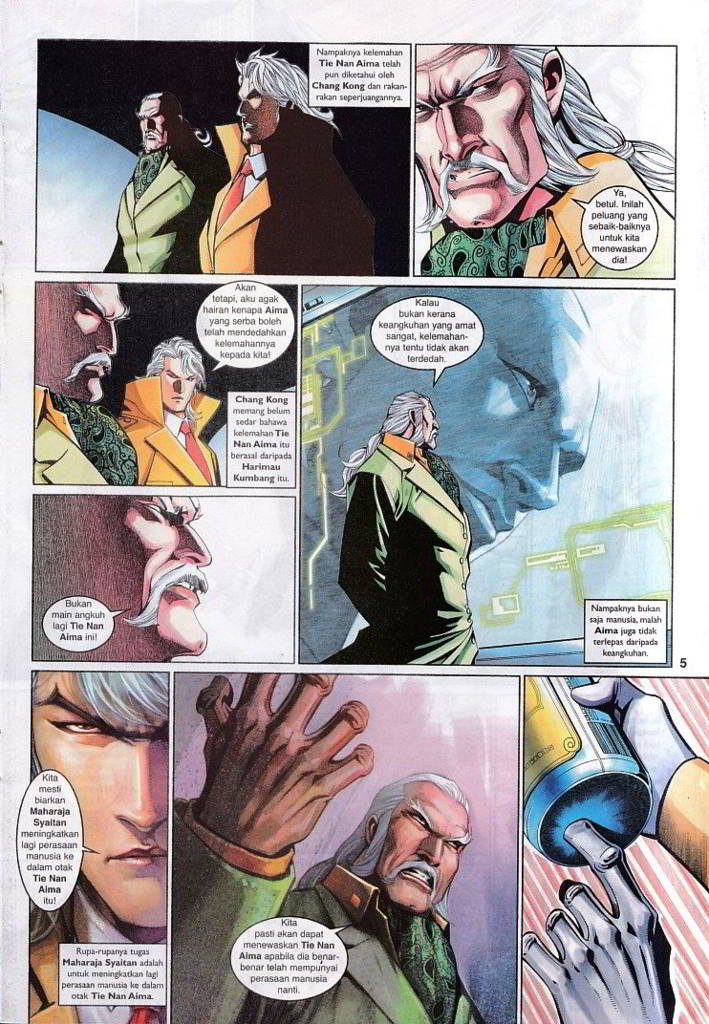 Nampaknya kelemahan
Tie Nan Aima telah
pun diketahui oleh
Chang Kong dan rakan-
rakan seperjuangannya.
Ya,
betul. Inilah
peluang yang
sebaik-baiknya
untuk kita
menewaskan
dia!
Akan
tetapi, aku agak
hairan kenapa Aima
yang serba boleh
telah mendedahkan
kelemahannya
kepada kita!
Chang Kong
memang belum
sedar bahawa
kelemahan Tie
Nan Aima itu
berasal daripada
Harimau
Kumbang itu.
Kalau
bukan kerana
keangkuhan yang amat
sangat, kelemahan-
nya tentu tidak akan
terdedah.
Bukan
main angkuh
lagi Tie Nan
Aima ini!
Nampaknya bukan
saja manusia, malah
Aima juga tidak
terlepas daripada
keangkuhan.
5
Kita
mesti
biarkan
Maharaja
Syaitan
meningkatkan
lagi perasaan
manusia ke
dalam otak
Tie Nan
Aima
itu!
Rupa-rupanya tugas
Maharaja Syaitan adalah
untuk meningkatkan lagi
perasaan manusia ke dalam
otak Tie Nan Aima.
Kita
pasti akan dapat
menewaskan Tie Nan
Aima apabila dia benar-
benar telah mempunyai
perasaan manusia
nanti.